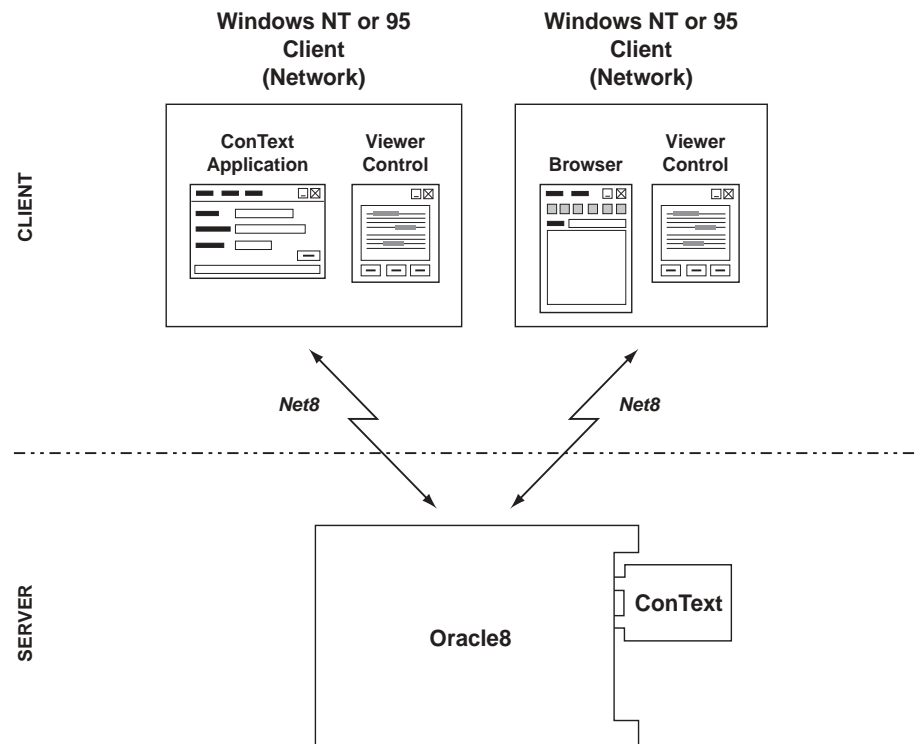 Windows NT or 95
Client
(Network)
Windows NT or 95
Client
(Network)
CLIENT
ConText
Application
Viewer
Control
Browser
Viewer
Control
Net8
Net8
SERVER
Oracle8
ConText